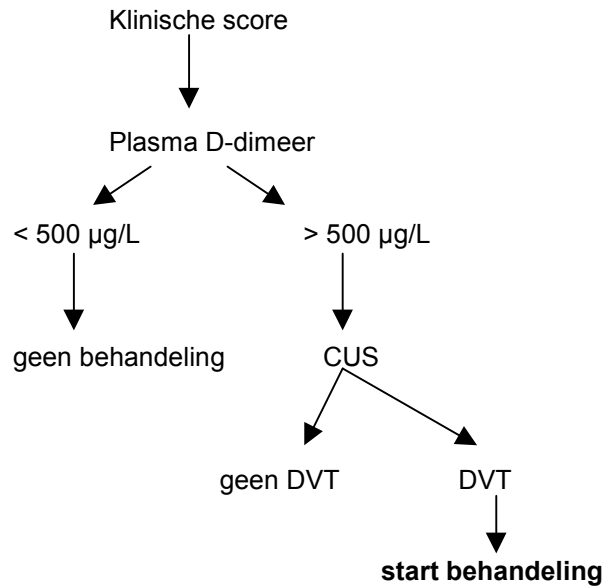 Klinische score
Plasma D-dimeer
< 500 µg/L
> 500 µg/L
geen behandeling
CUS
geen DVT
DVT
start behandeling